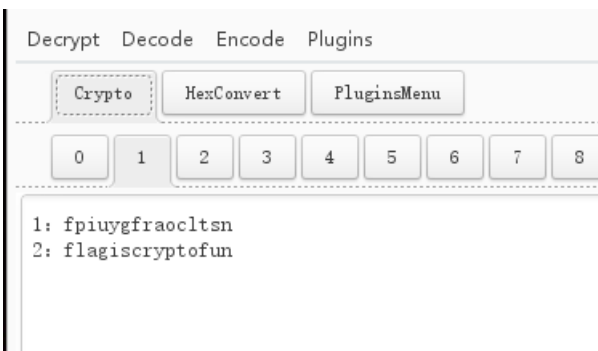 Decrypt Decode Encode Plugins
Crypto HexConvert PluginsMenu
0 1 2 3 4 5 6 7 8
1: fpiuygfraocltsn
2: flagiscryptofun